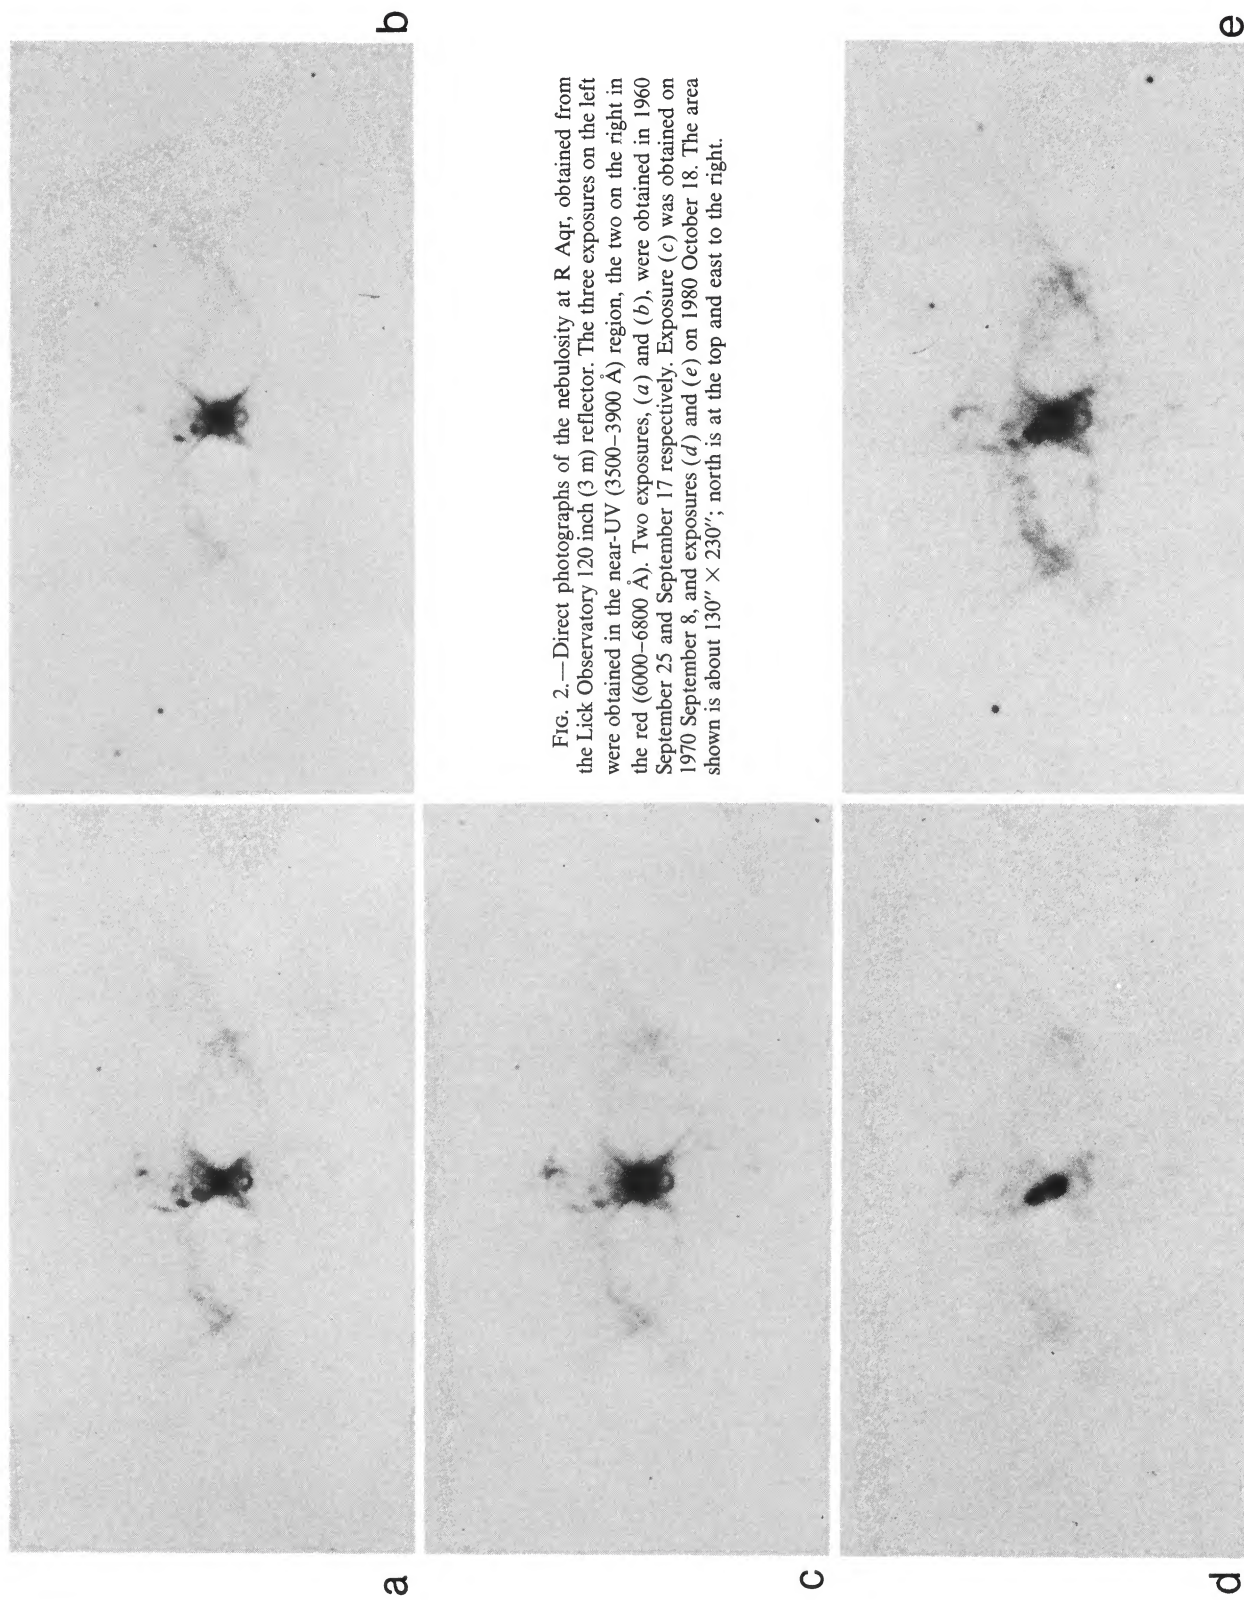 a
b
c
d
e
FIG. 2.—Direct photographs of the nebulosity at R Aqr, obtained from
the Lick Observatory 120 inch (3 m) reflector. The three exposures on the left
were obtained in the near-UV (3500–3900 Å) region, the two on the right in
the red (6000–6800 Å). Two exposures, (a) and (b), were obtained in 1960
September 25 and September 17 respectively. Exposure (c) was obtained on
1970 September 8, and exposures (d) and (e) on 1980 October 18. The area
shown is about 130″ × 230″; north is at the top and east to the right.